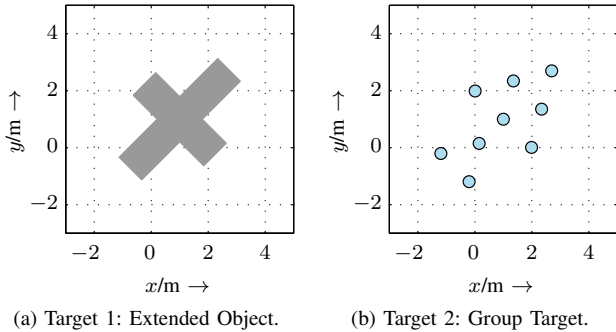 4
2
0
−2
y/m →
−2
0
2
4
x/m →
(a) Target 1: Extended Object.
4
2
0
−2
y/m →
−2
0
2
4
x/m →
(b) Target 2: Group Target.